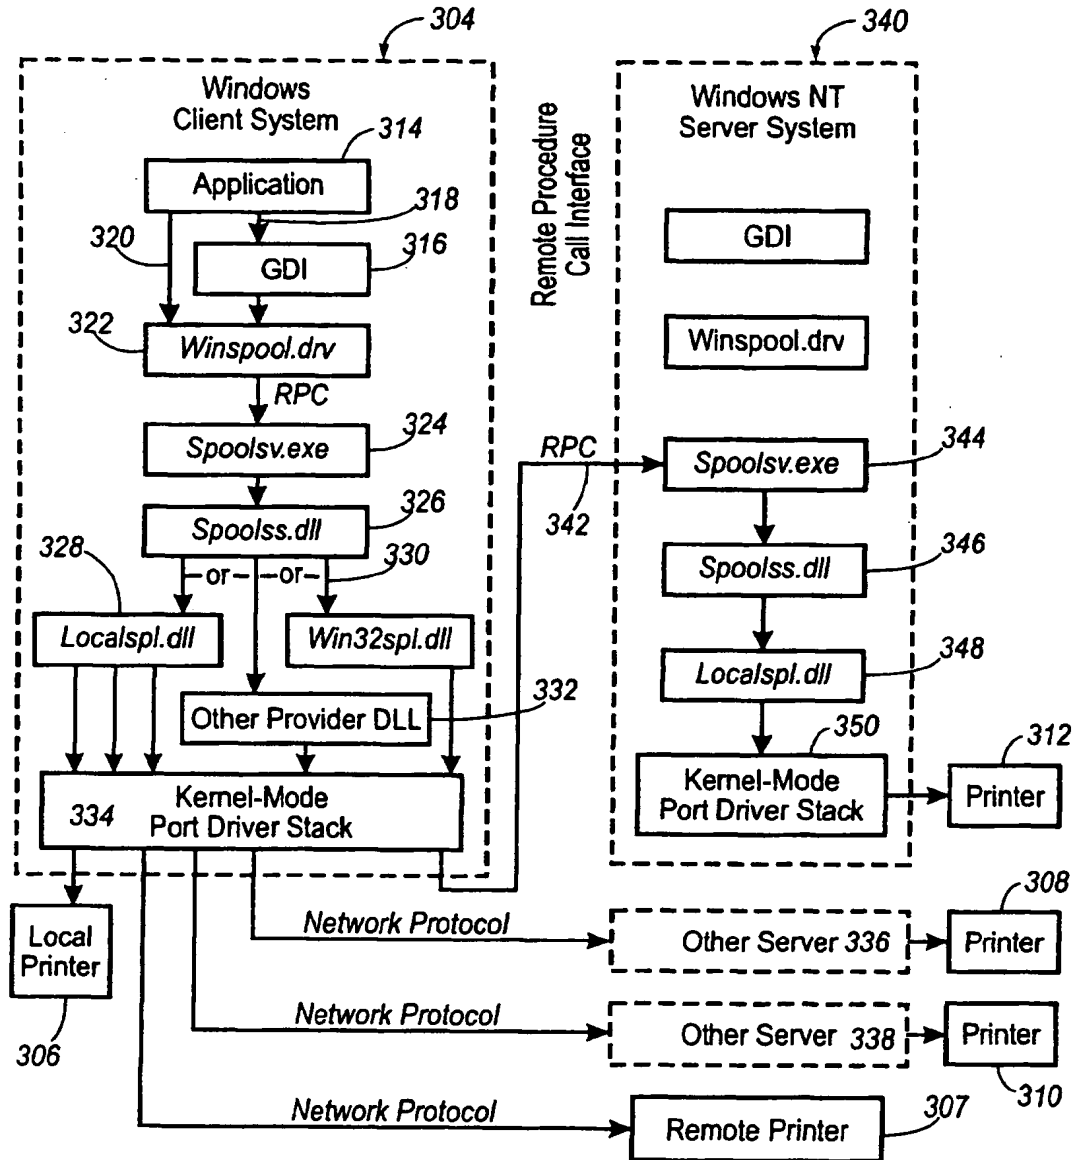 304
340
Windows
Client System
314
Application
318
320
316
GDI
322
Winspool.drv
RPC
324
Spoolsv.exe
326
Spoolss.dll
328
330
-or- -or-
Localspl.dll
Win32spl.dll
332
Other Provider DLL
334
Kernel-Mode
Port Driver Stack
Local
Printer
306
Remote Procedure
Call Interface
RPC
342
Windows NT
Server System
GDI
Winspool.drv
344
Spoolsv.exe
346
Spoolss.dll
348
Localspl.dll
350
Kernel-Mode
Port Driver Stack
312
Printer
308
Network Protocol
Other Server 336
Printer
Network Protocol
Other Server 338
Printer
310
Network Protocol
307
Remote Printer